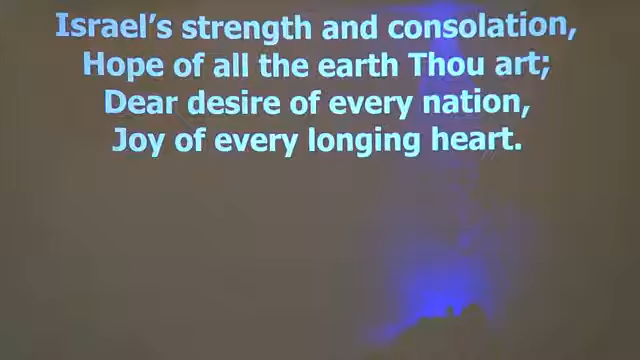 Israel’s strength and consolation,
Hope of all the earth Thou art;
Dear desire of every nation,
Joy of every longing heart.